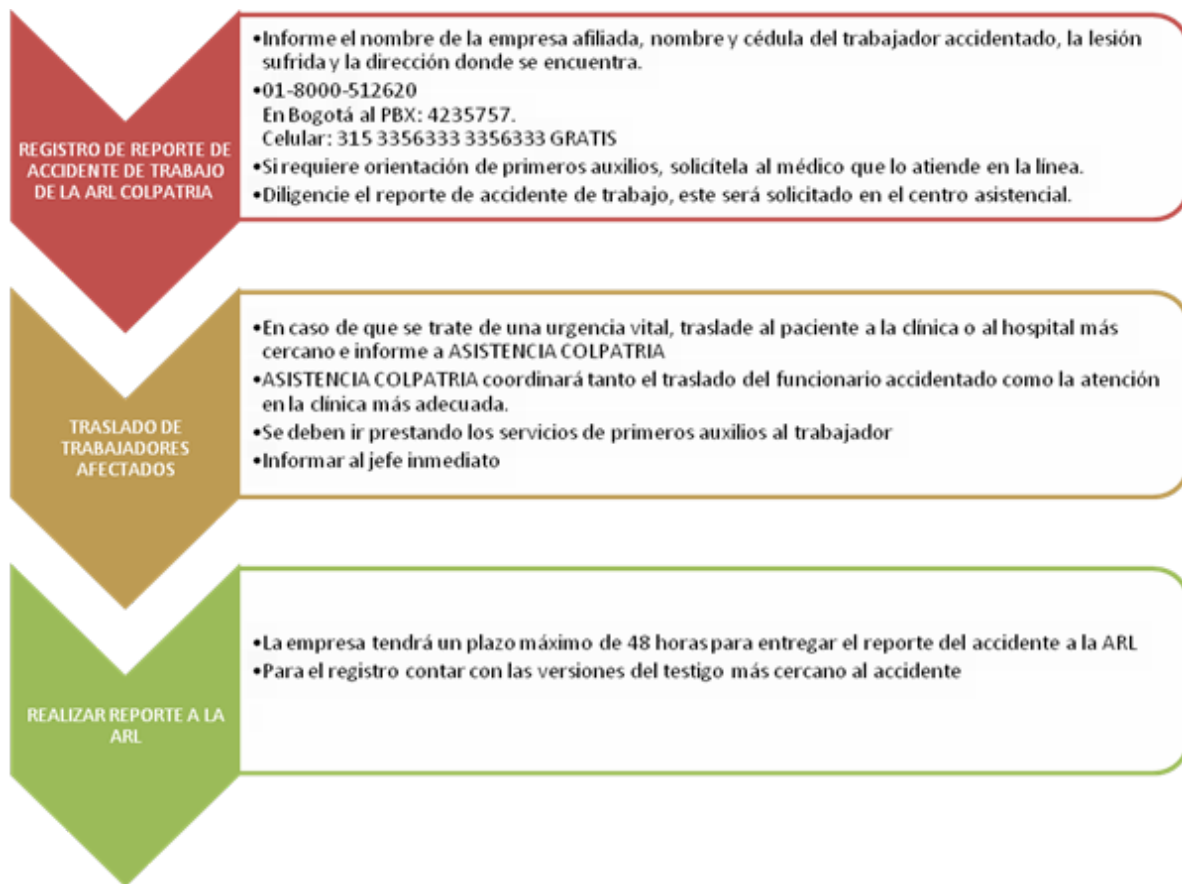 REGISTRO DE REPORTE DE
ACCIDENTE DE TRABAJO
DE LA ARL COLPATRIA
•Informe el nombre de la empresa afiliada, nombre y cédula del trabajador accidentado, la lesión
sufrida y la dirección donde se encuentra.
•01-8000-512620
En Bogotá al PBX: 4235757.
Celular: 315 3356333 3356333 GRATIS
•Si requiere orientación de primeros auxilios, solicítela al médico que lo atiende en la línea.
•Diligencie el reporte de accidente de trabajo, este será solicitado en el centro asistencial.
TRASLADO DE
TRABAJADORES
AFECTADOS
•En caso de que se trate de una urgencia vital, traslade al paciente a la clínica o al hospital más
cercano e informe a ASISTENCIA COLPATRIA
•ASISTENCIA COLPATRIA coordinará tanto el traslado del funcionario accidentado como la atención
en la clínica más adecuada.
•Se deben ir prestando los servicios de primeros auxilios al trabajador
•Informar al jefe inmediato
REALIZAR REPORTE A LA
ARL
•La empresa tendrá un plazo máximo de 48 horas para entregar el reporte del accidente a la ARL
•Para el registro contar con las versiones del testigo más cercano al accidente